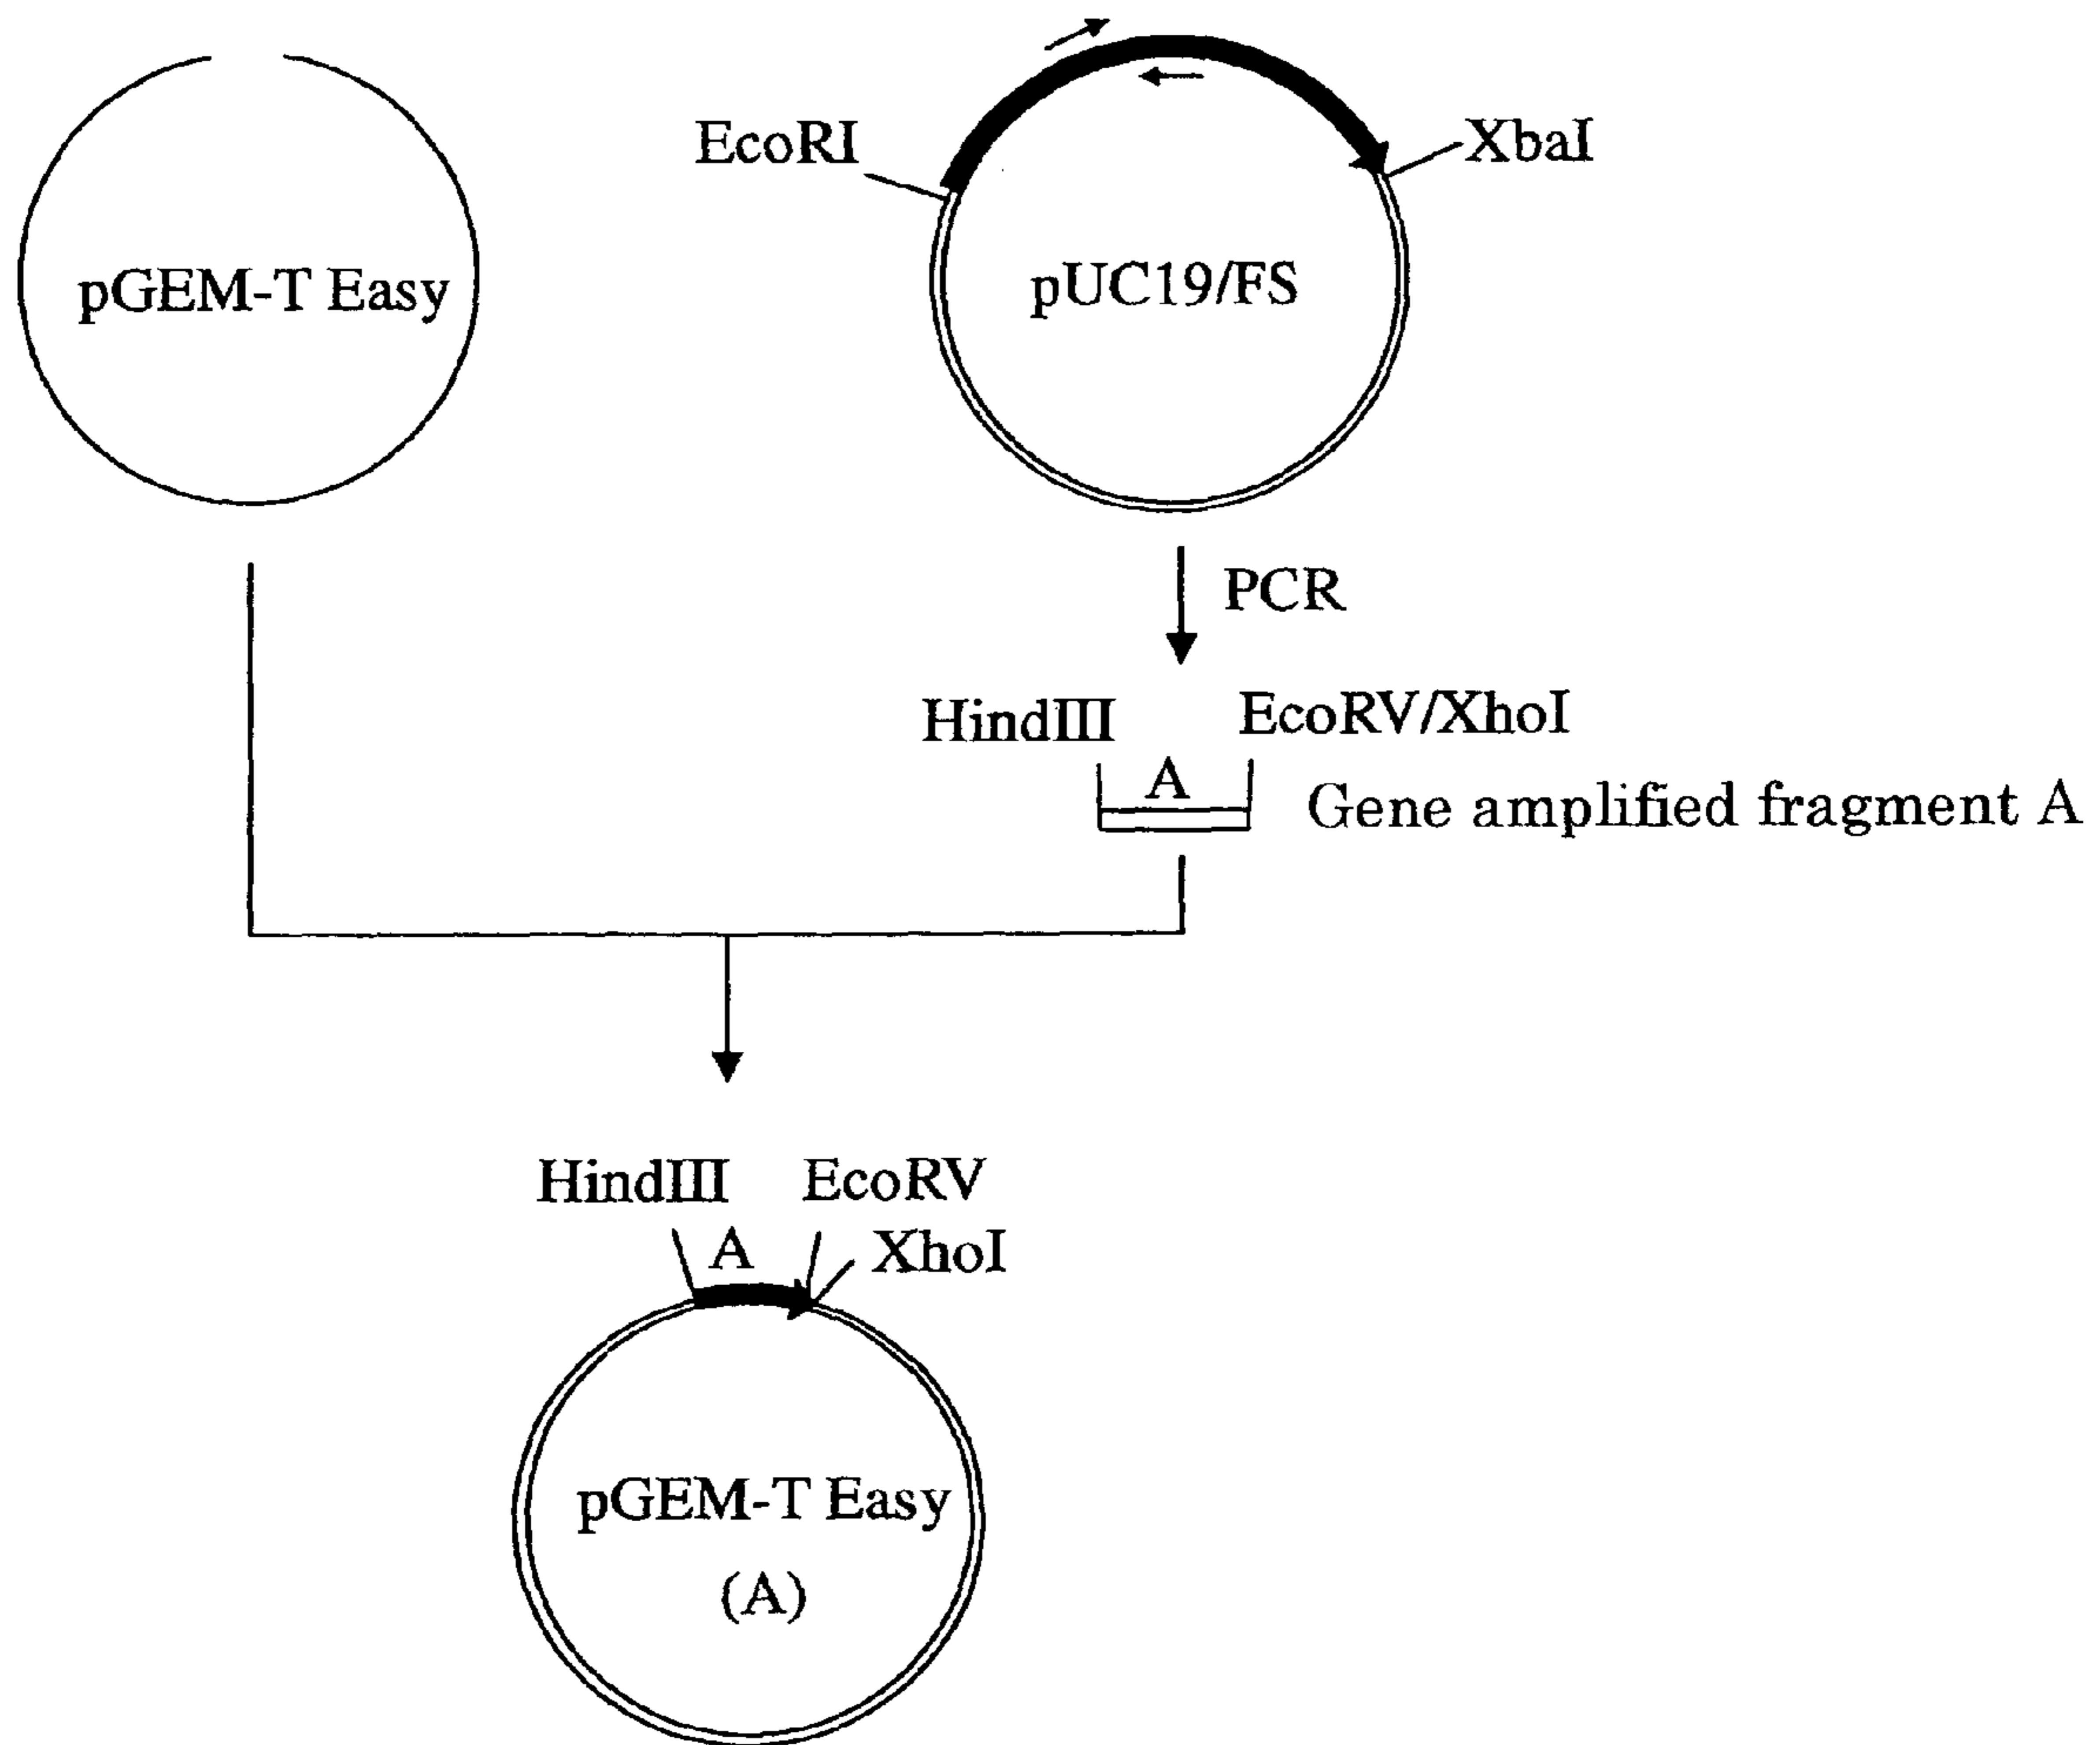 EcoRI
XbaI
pGEM-T Easy
pUC19/FS
PCR
HindIII
EcoRV/XhoI
A
Gene amplified fragment A
HindIII
EcoRV
A
XhoI
pGEM-T Easy
(A)